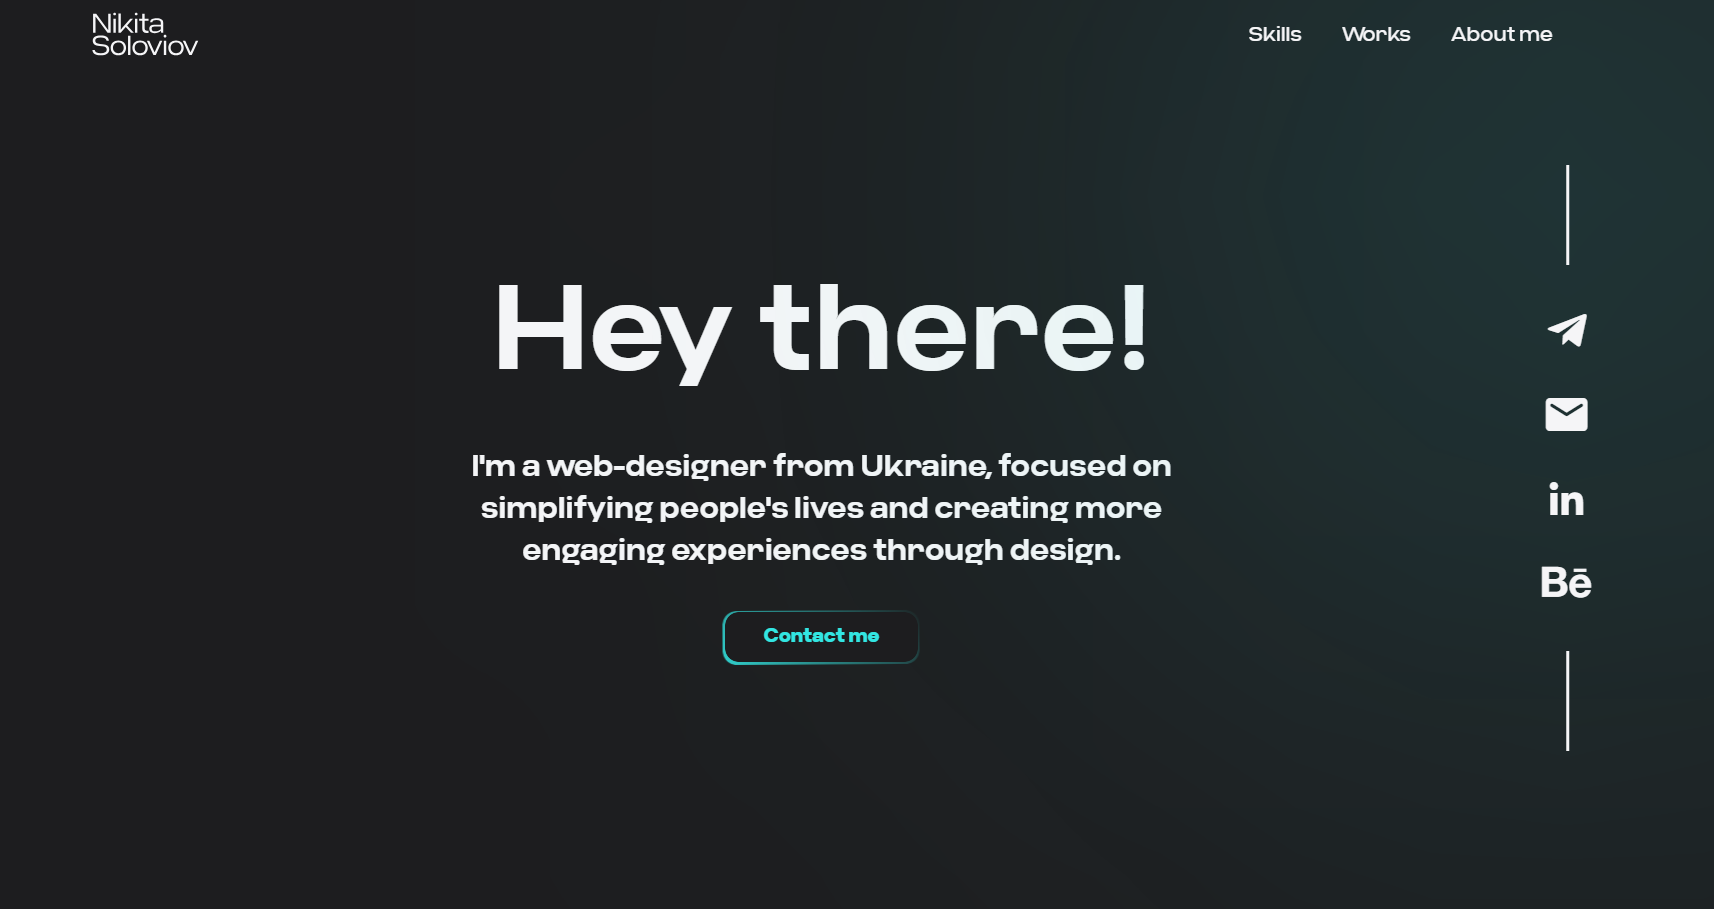 Nikita
Soloviov
Skills Works About me
Hey there!
I'm a web-designer from Ukraine, focused on
simplifying people's lives and creating more
engaging experiences through design.
Contact me
in
Bē